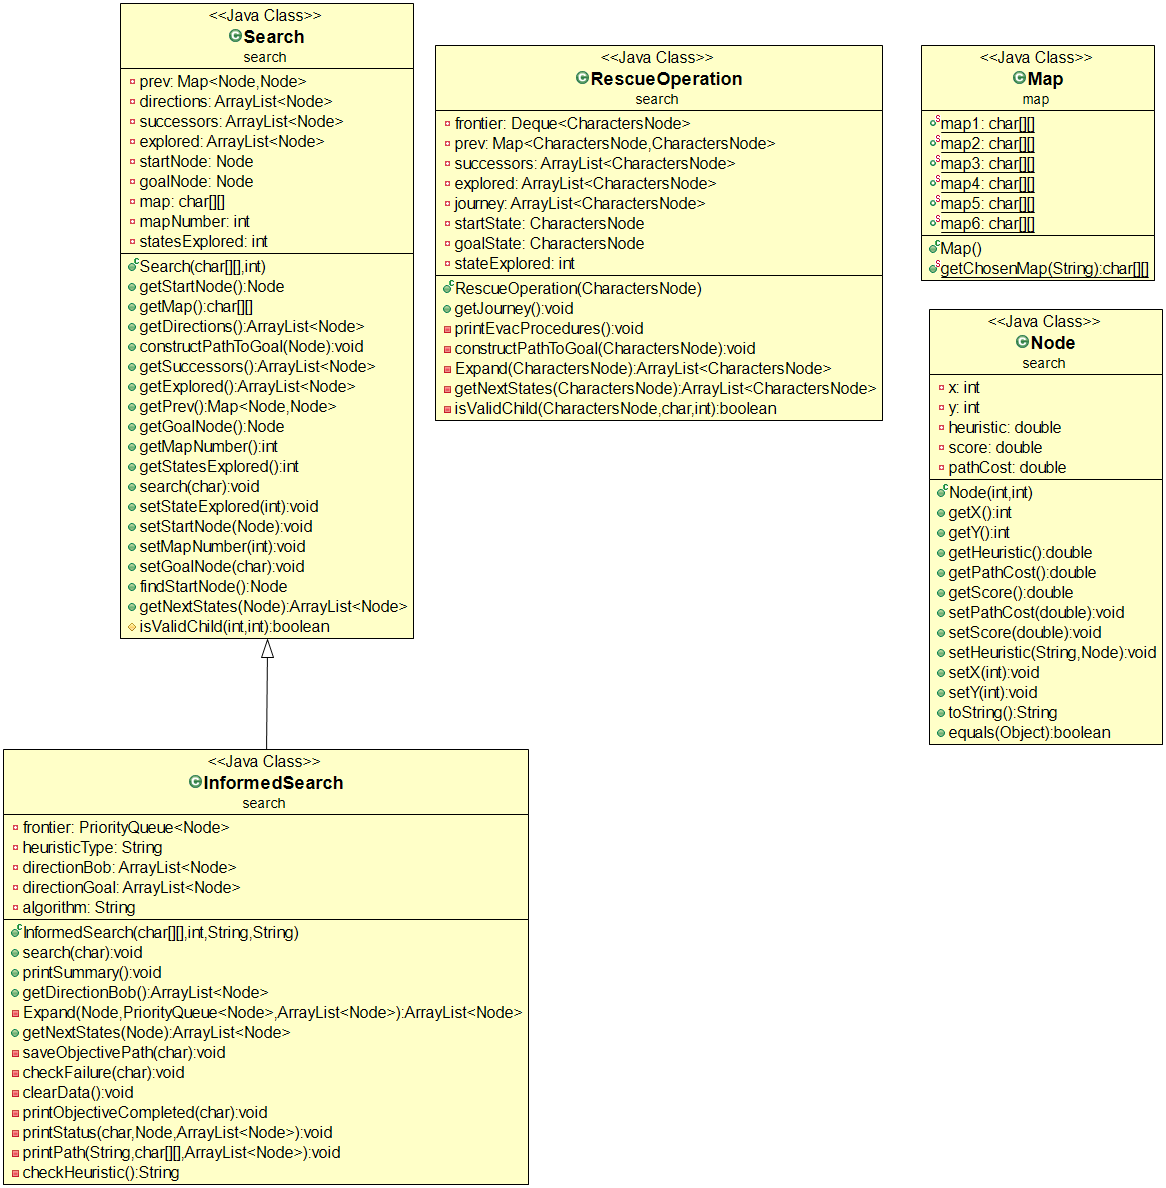 <<Java Class>>
Search
search
prev: Map<Node,Node>
directions: ArrayList<Node>
successors: ArrayList<Node>
explored: ArrayList<Node>
startNode: Node
goalNode: Node
map: char[][]
mapNumber: int
statesExplored: int
Search(char[][],int)
getStartNode():Node
getMap():char[][]
getDirections():ArrayList<Node>
constructPathToGoal(Node):void
getSuccessors():ArrayList<Node>
getExplored():ArrayList<Node>
getPrev():Map<Node,Node>
getGoalNode():Node
getMapNumber():int
getStatesExplored():int
search(char):void
setStateExplored(int):void
setStartNode(Node):void
setMapNumber(int):void
setGoalNode(char):void
findStartNode():Node
getNextStates(Node):ArrayList<Node>
isValidChild(int,int):boolean
<<Java Class>>
RescueOperation
search
frontier: Deque<CharactersNode>
prev: Map<CharactersNode,CharactersNode>
successors: ArrayList<CharactersNode>
explored: ArrayList<CharactersNode>
journey: ArrayList<CharactersNode>
startState: CharactersNode
goalState: CharactersNode
stateExplored: int
RescueOperation(CharactersNode)
getJourney():void
printEvacProcedures():void
constructPathToGoal(CharactersNode):void
Expand(CharactersNode):ArrayList<CharactersNode>
getNextStates(CharactersNode):ArrayList<CharactersNode>
isValidChild(CharactersNode,char,int):boolean
<<Java Class>>
Map
map
map1: char[][]
map2: char[][]
map3: char[][]
map4: char[][]
map5: char[][]
map6: char[][]
Map()
getChosenMap(String):char[][]
<<Java Class>>
Node
search
x: int
y: int
heuristic: double
score: double
pathCost: double
Node(int,int)
getX():int
getY():int
getHeuristic():double
getPathCost():double
getScore():double
setPathCost(double):void
setScore(double):void
setHeuristic(String,Node):void
setX(int):void
setY(int):void
toString():String
equals(Object):boolean
<<Java Class>>
InformedSearch
search
frontier: PriorityQueue<Node>
heuristicType: String
directionBob: ArrayList<Node>
directionGoal: ArrayList<Node>
algorithm: String
InformedSearch(char[][],int,String,String)
search(char):void
printSummary():void
getDirectionBob():ArrayList<Node>
Expand(Node,PriorityQueue<Node>,ArrayList<Node>):ArrayList<Node>
getNextStates(Node):ArrayList<Node>
saveObjectivePath(char):void
checkFailure(char):void
clearData():void
printObjectiveCompleted(char):void
printStatus(char,Node,ArrayList<Node>):void
printPath(String,char[][],ArrayList<Node>):void
checkHeuristic():String